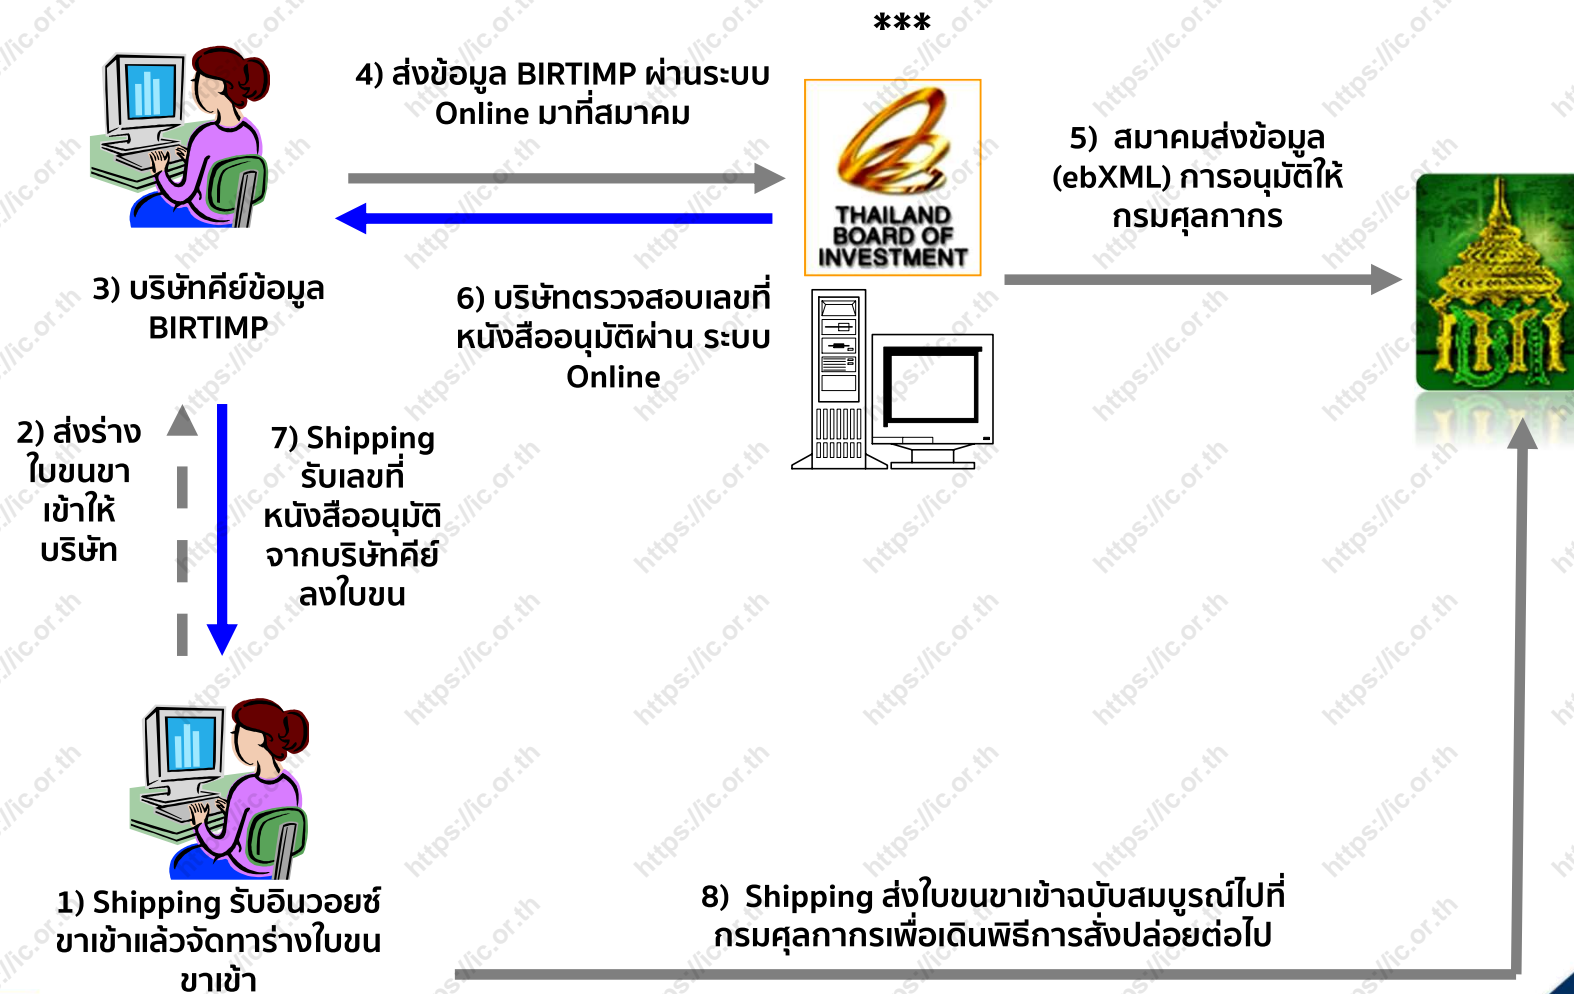 ***
4) ส่งข้อมูล BIRTIMP ผ่านระบบ
Online มาที่สมาคม
THAILAND
BOARD OF
INVESTMENT
5) สมาคมส่งข้อมูล
(ebXML) การอนุมัติให้
กรมศุลกากร
3) บริษัทคีย์ข้อมูล
BIRTIMP
6) บริษัทตรวจสอบเลขที่
หนังสืออนุมัติผ่าน ระบบ
Online
2) ส่งร่าง
ใบขนขา
เข้าให้
บริษัท
7) Shipping
รับเลขที่
หนังสืออนุมัติ
จากบริษัทคีย์
ลงใบขน
1) Shipping รับอินวอยซ์
ขาเข้าแล้วจัดทาร่างใบขน
ขาเข้า
8) Shipping ส่งใบขนขาเข้าฉบับสมบูรณ์ไปที่
กรมศุลกากรเพื่อเดินพิธีการสั่งปล่อยต่อไป
https://ic.or.th